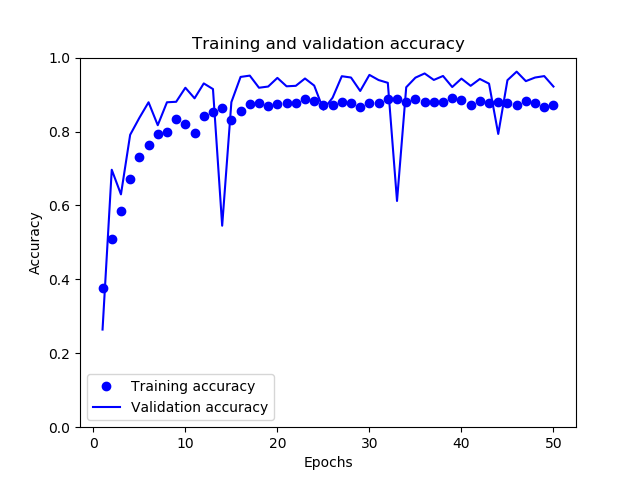 Training and validation accuracy
1.0
0.8
0.6
0.4
0.2
0.0
Accuracy
Training accuracy
Validation accuracy
0 10 20 30 40 50
Epochs